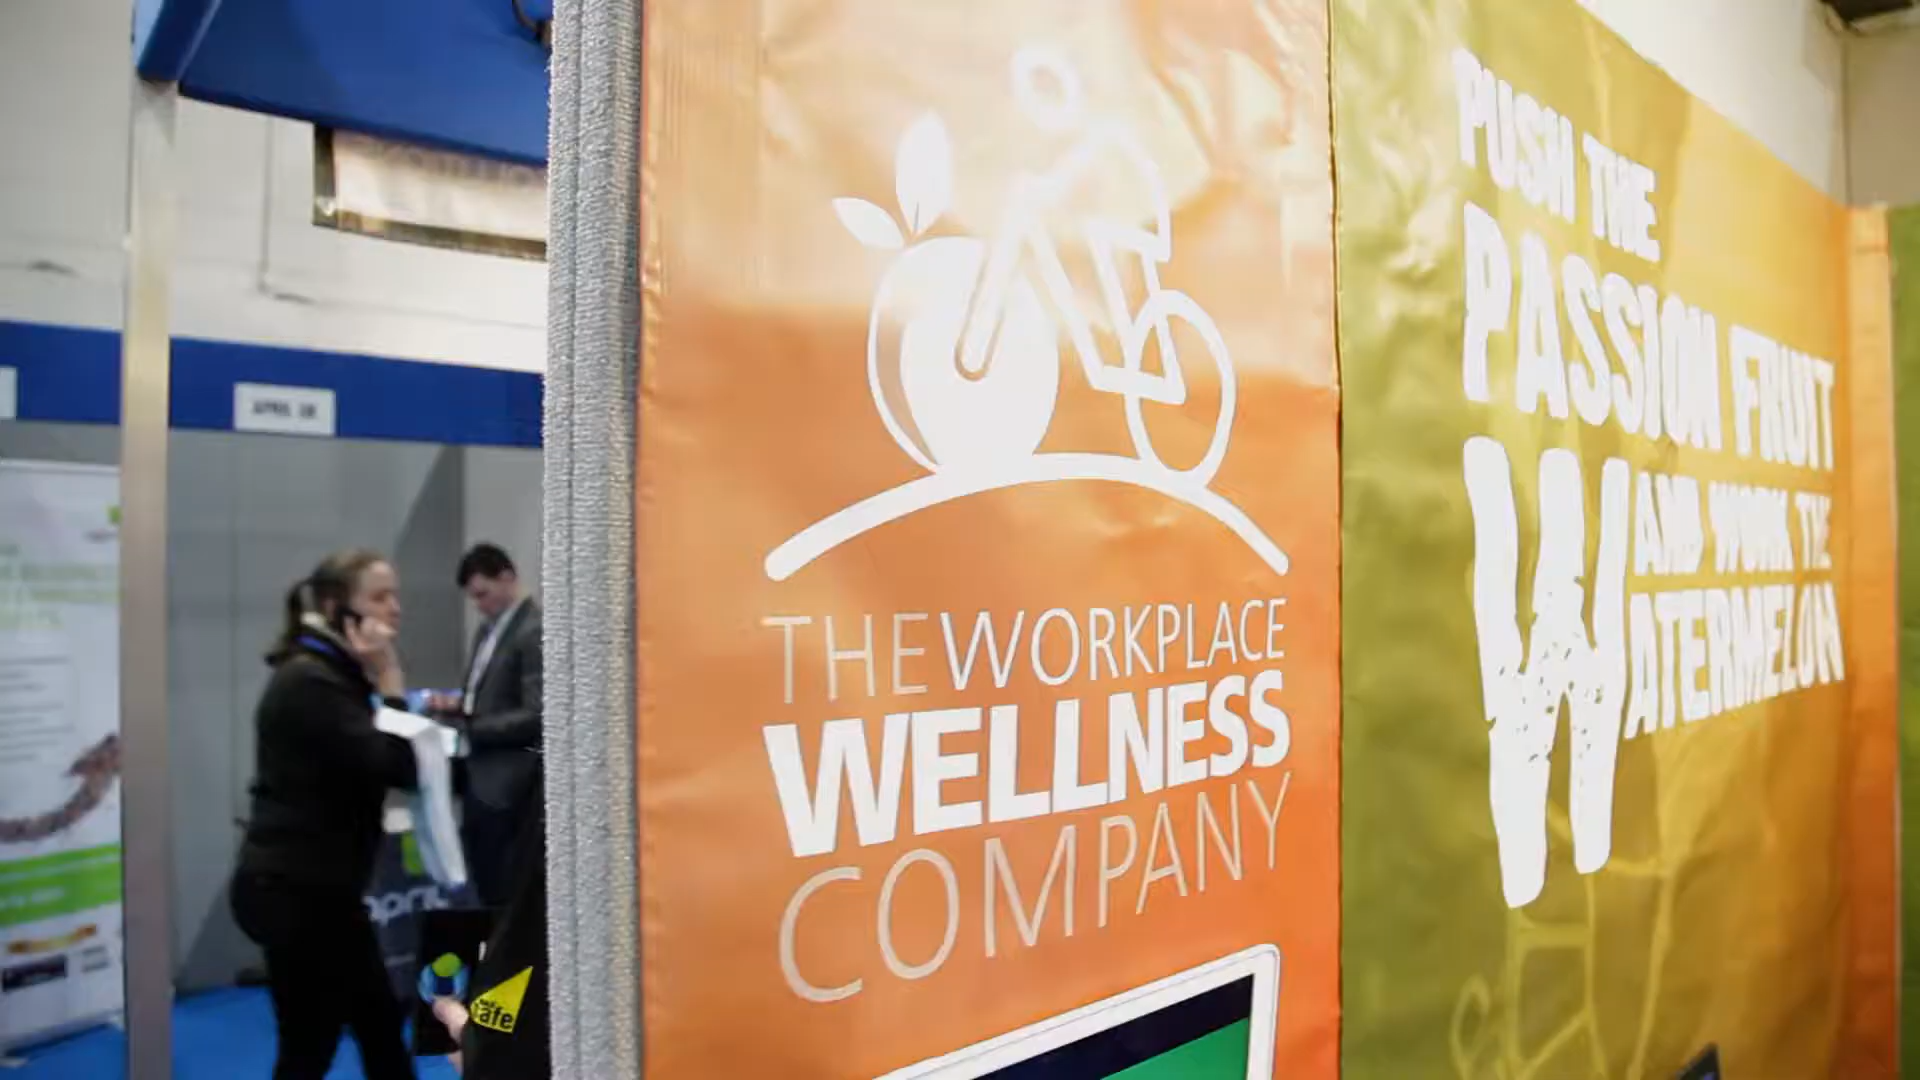 THE WORKPLACE
WELLNESS
COMPANY
PUSH THE
PASSION FRUIT
AND WORK THE
WATERMELON